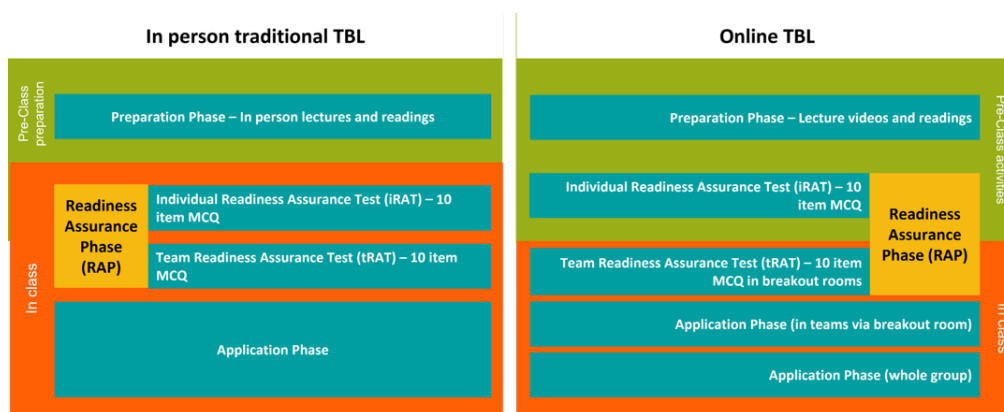 In person traditional TBL
Pre-Class
preparation
Preparation Phase – In person lectures and readings
In class
Readiness
Assurance
Phase
(RAP)
Individual Readiness Assurance Test (iRAT) – 10
item MCQ
Team Readiness Assurance Test (tRAT) – 10 item
MCQ
Application Phase
Online TBL
Pre-Class activities
Preparation Phase – Lecture videos and readings
Individual Readiness Assurance Test (iRAT) – 10
item MCQ
Readiness
Assurance
Phase (RAP)
Team Readiness Assurance Test (tRAT) – 10 item
MCQ in breakout rooms
In class
Application Phase (in teams via breakout room)
Application Phase (whole group)